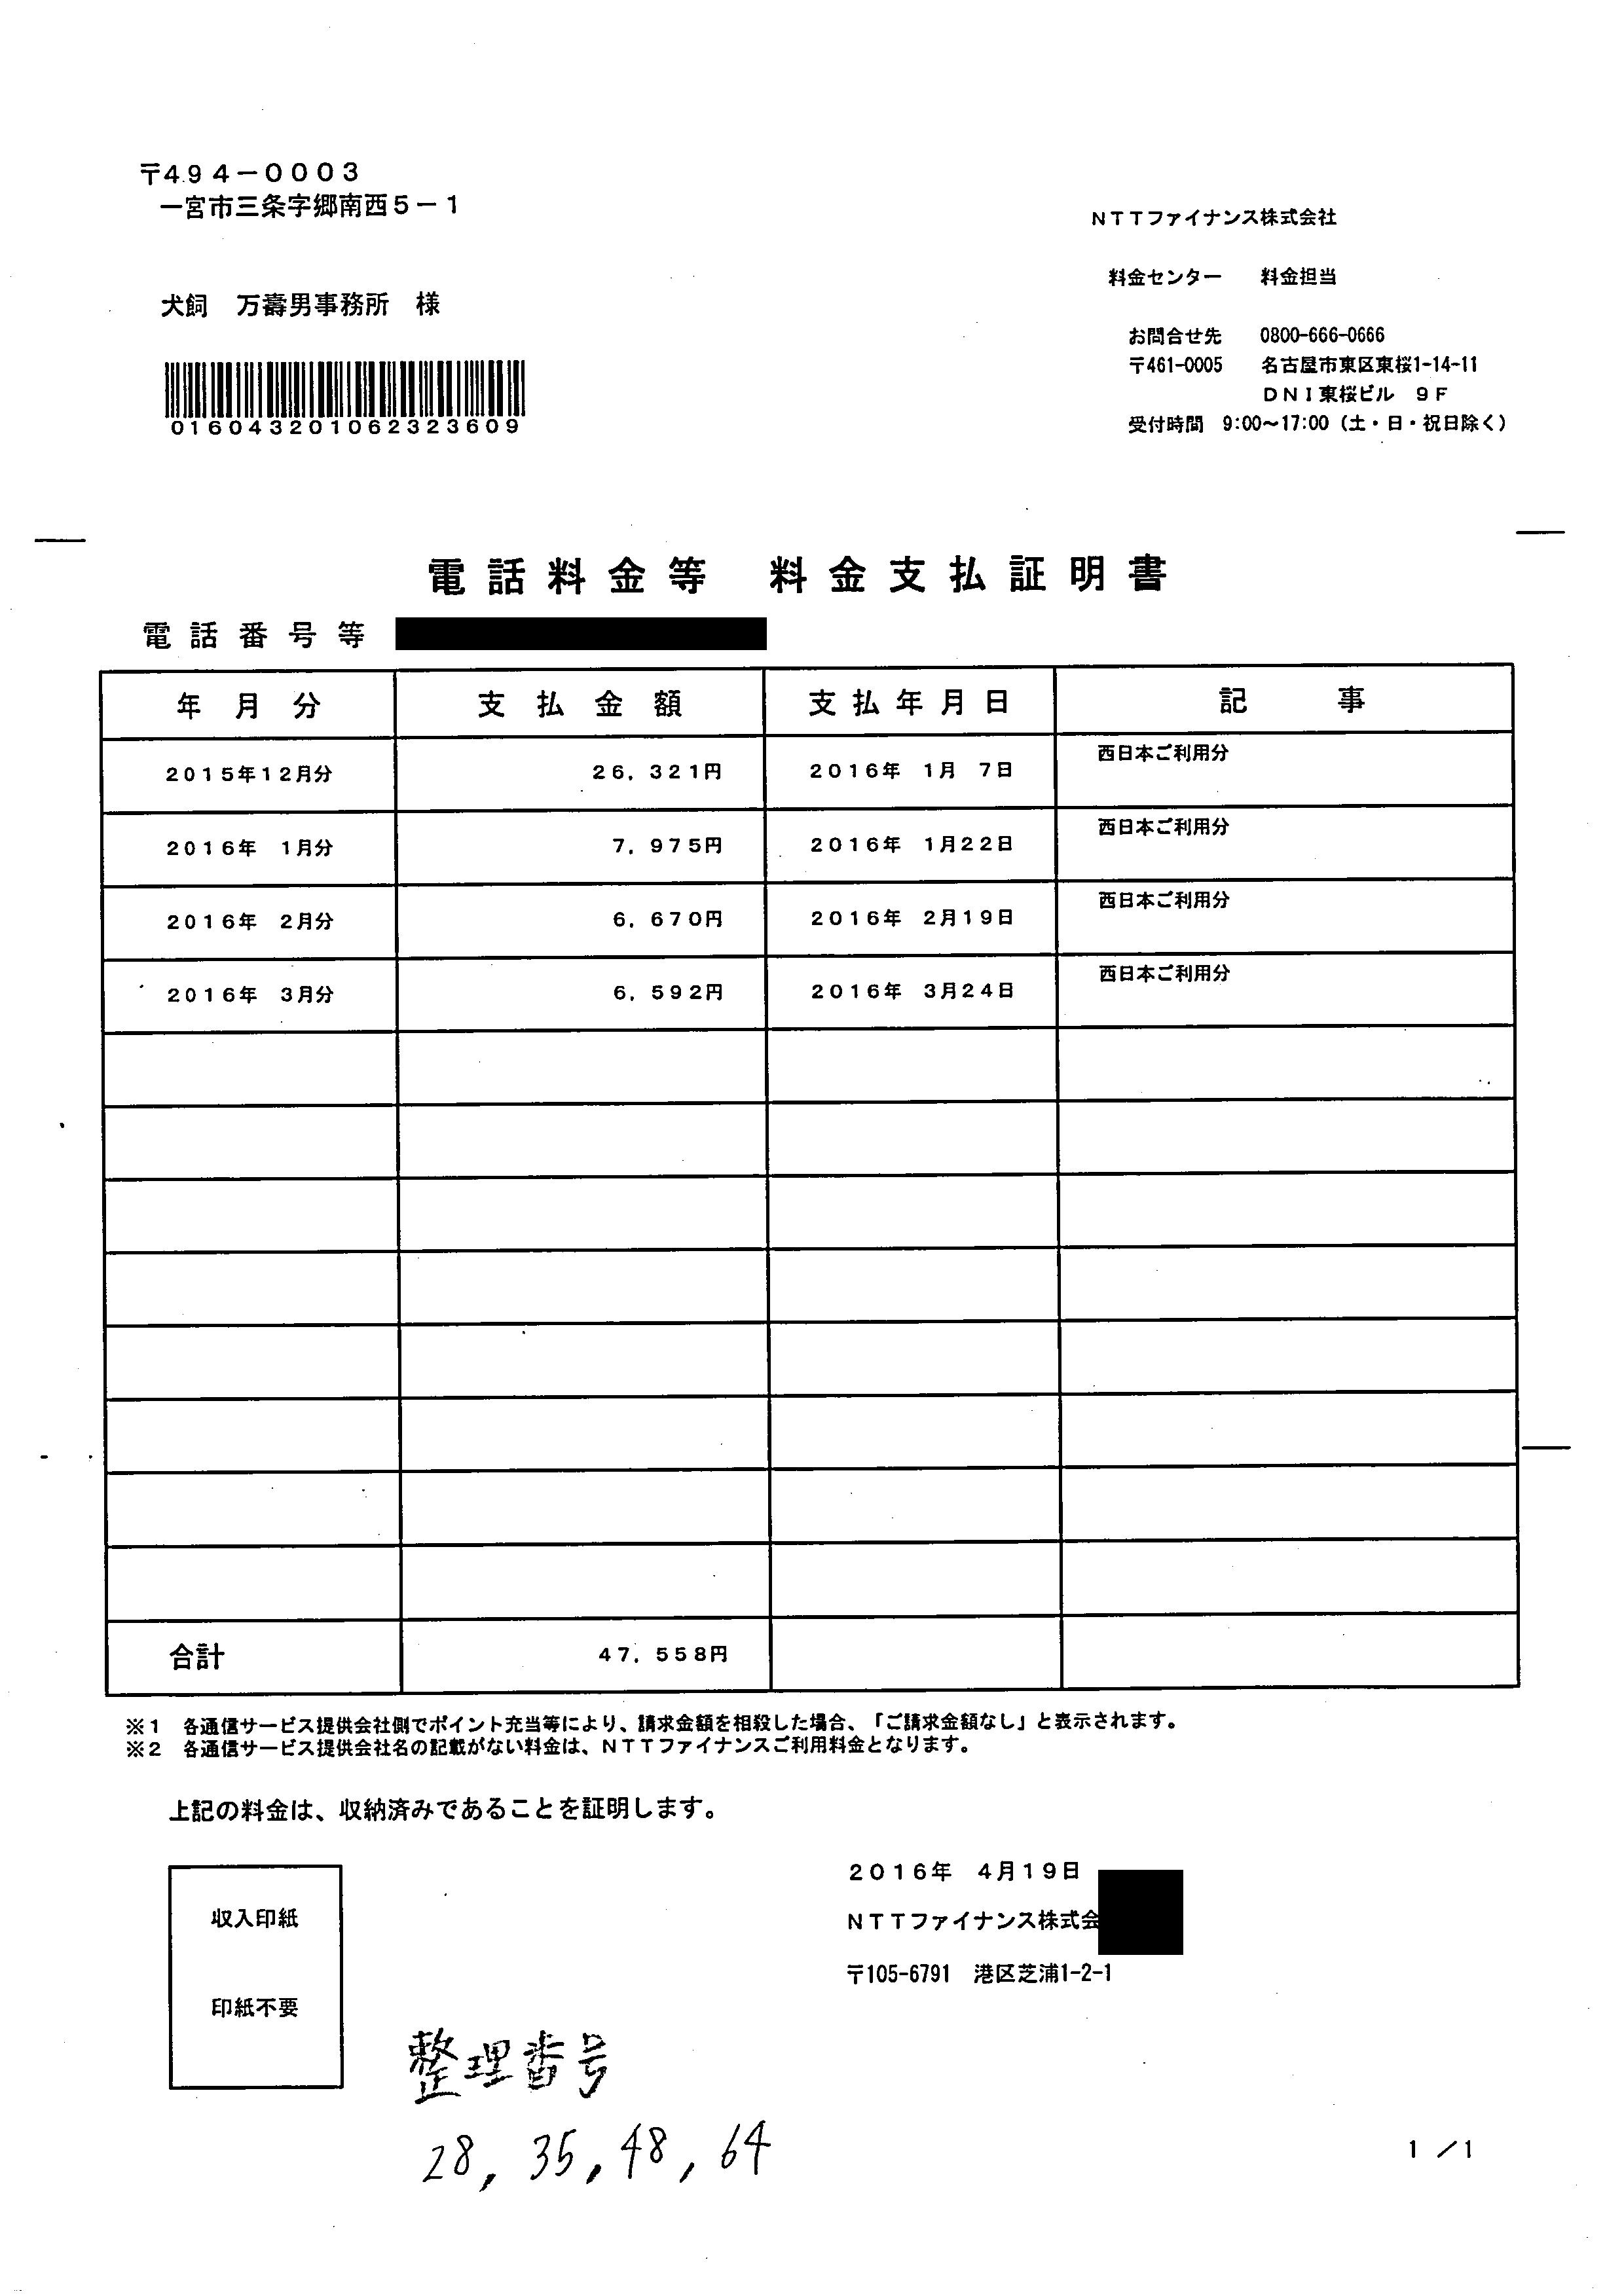 〒494-0003
一宮市三条字郷南西5-1
犬飼 万壽男事務所 様
016043201062323609
NTTファイナンス株式会社
料金センター 料金担当
お問合せ先 0800-666-0666
〒461-0005 名古屋市東区東桜1-14-11
DNI東桜ビル 9F
受付時間 9:00~17:00(土・日・祝日除く)
電話料金等 料金支払証明書
電話番号等
年月分 支払金額 支払年月日 記事
2015年12月分 26,321円 2016年 1月 7日 西日本ご利用分
2016年 1月分 7,975円 2016年 1月22日 西日本ご利用分
2016年 2月分 6,670円 2016年 2月19日 西日本ご利用分
2016年 3月分 6,592円 2016年 3月24日 西日本ご利用分
合計 47,558円
※1 各通信サービス提供会社側でポイント充当等により、請求金額を相殺した場合、「ご請求金額なし」と表示されます。
※2 各通信サービス提供会社名の記載がない料金は、NTTファイナンスご利用料金となります。
上記の料金は、収納済みであることを証明します。
収入印紙
印紙不要
2016年 4月19日
NTTファイナンス株式会
〒105-6791 港区芝浦1-2-1
整理番号
28, 35, 48, 64
1/1